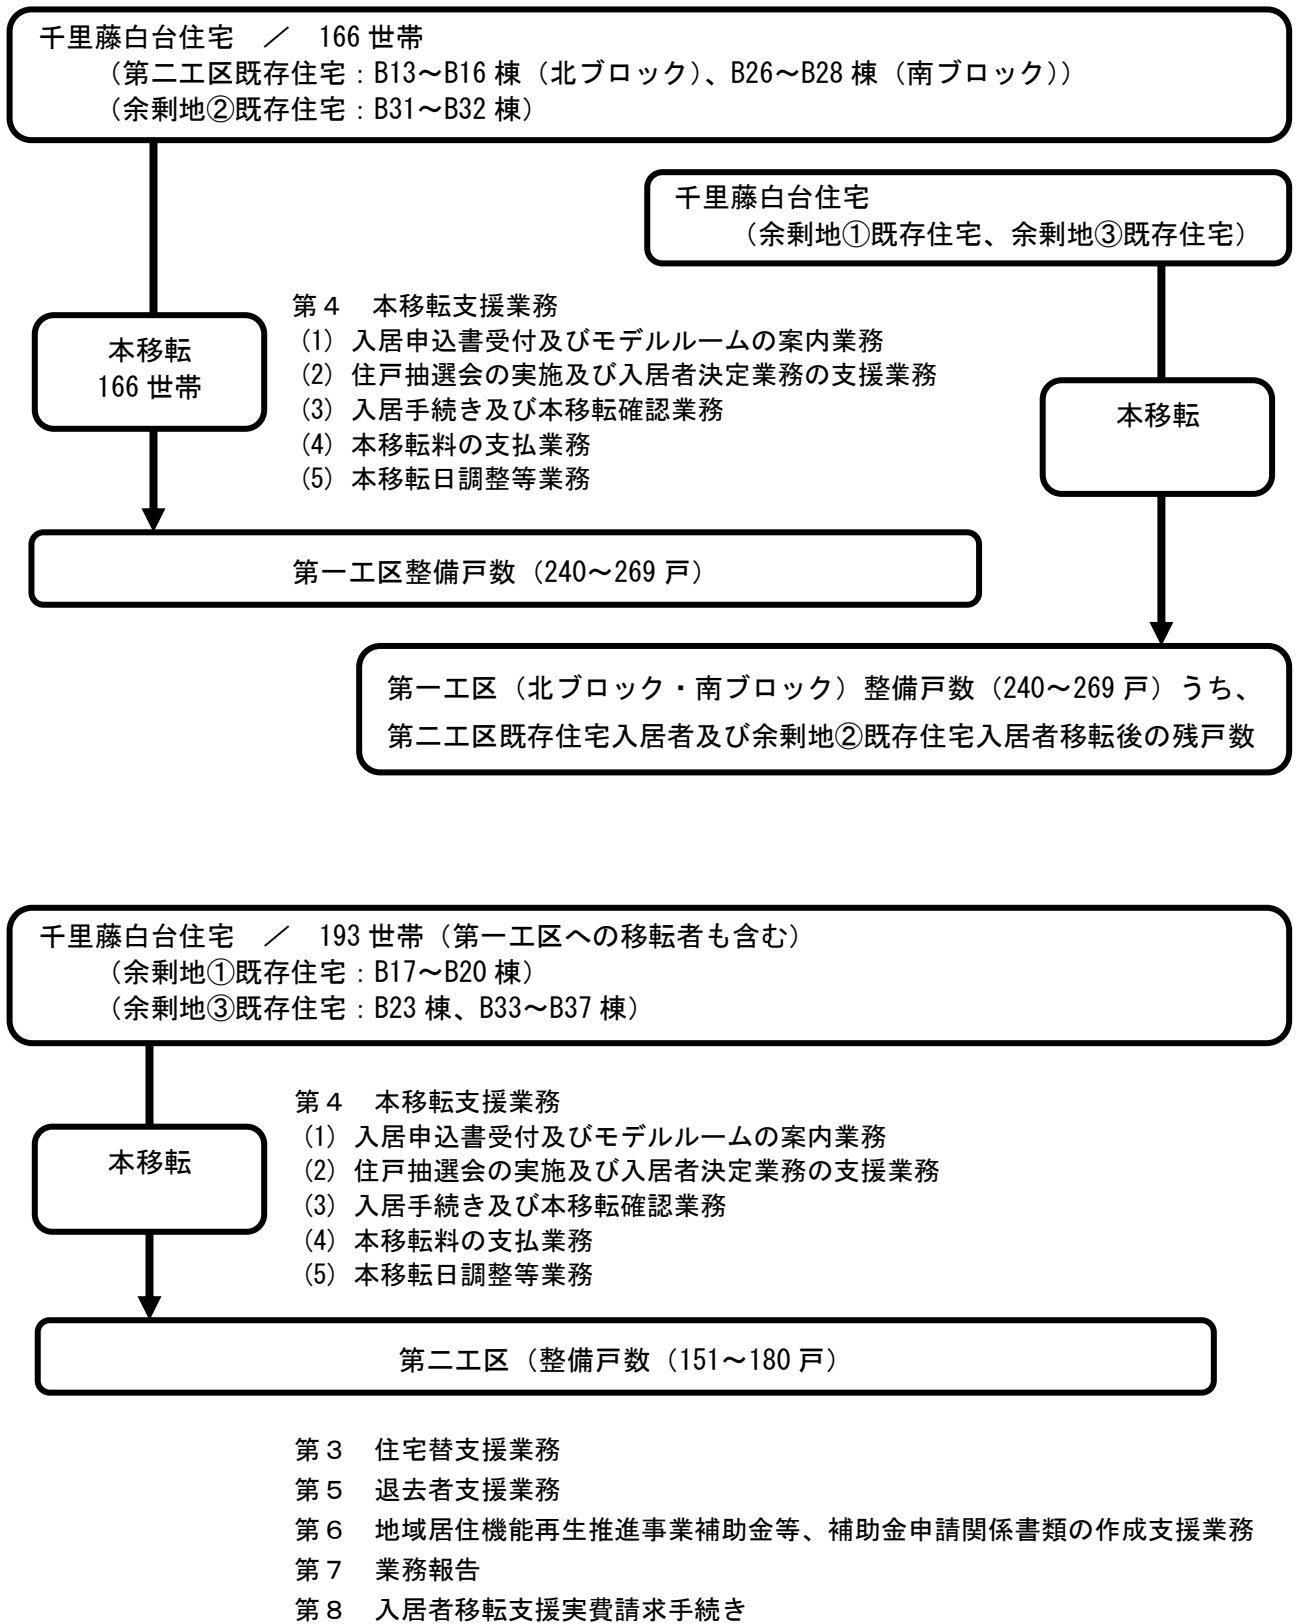 千里藤白台住宅　／　166 世帯
（第二工区既存住宅：B13～B16 棟（北ブロック）、B26～B28 棟（南ブロック））
（余剰地②既存住宅：B31～B32 棟）
千里藤白台住宅
（余剰地①既存住宅、余剰地③既存住宅）
第４　本移転支援業務
(1) 入居申込書受付及びモデルルームの案内業務
(2) 住戸抽選会の実施及び入居者決定業務の支援業務
(3) 入居手続き及び本移転確認業務
(4) 本移転料の支払業務
(5) 本移転日調整等業務
本移転
166 世帯
本移転
第一工区整備戸数（240～269 戸）
第一工区（北ブロック・南ブロック）整備戸数（240～269 戸）うち、
第二工区既存住宅入居者及び余剰地②既存住宅入居者移転後の残戸数
千里藤白台住宅　／　193 世帯（第一工区への移転者も含む）
（余剰地①既存住宅：B17～B20 棟）
（余剰地③既存住宅：B23 棟、B33～B37 棟）
第４　本移転支援業務
(1) 入居申込書受付及びモデルルームの案内業務
(2) 住戸抽選会の実施及び入居者決定業務の支援業務
(3) 入居手続き及び本移転確認業務
(4) 本移転料の支払業務
(5) 本移転日調整等業務
本移転
第二工区（整備戸数（151～180 戸）
第３　住宅替支援業務
第５　退去者支援業務
第６　地域居住機能再生推進事業補助金等、補助金申請関係書類の作成支援業務
第７　業務報告
第８　入居者移転支援実費請求手続き